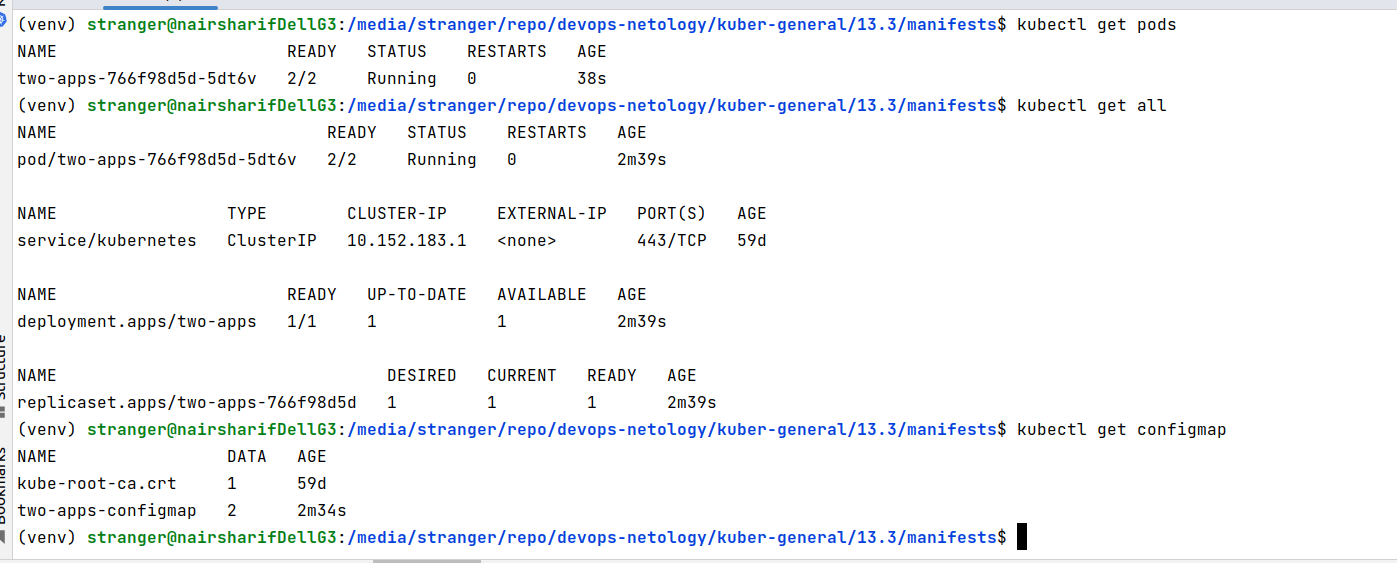 (venv) stranger@nairsharifDellG3:/media/stranger/repo/devops-netology/kuber-general/13.3/manifests$ kubectl get pods
NAME                       READY   STATUS    RESTARTS   AGE
two-apps-766f98d5d-5dt6v   2/2     Running   0          38s
(venv) stranger@nairsharifDellG3:/media/stranger/repo/devops-netology/kuber-general/13.3/manifests$ kubectl get all
NAME                           READY   STATUS    RESTARTS   AGE
pod/two-apps-766f98d5d-5dt6v   2/2     Running   0          2m39s
NAME                 TYPE        CLUSTER-IP     EXTERNAL-IP   PORT(S)   AGE
service/kubernetes   ClusterIP   10.152.183.1   <none>        443/TCP   59d
NAME                       READY   UP-TO-DATE   AVAILABLE   AGE
deployment.apps/two-apps   1/1     1            1           2m39s
NAME                                 DESIRED   CURRENT   READY   AGE
replicaset.apps/two-apps-766f98d5d   1         1         1       2m39s
(venv) stranger@nairsharifDellG3:/media/stranger/repo/devops-netology/kuber-general/13.3/manifests$ kubectl get configmap
NAME                 DATA   AGE
kube-root-ca.crt     1      59d
two-apps-configmap   2      2m34s
(venv) stranger@nairsharifDellG3:/media/stranger/repo/devops-netology/kuber-general/13.3/manifests$
Structure
Bookmarks